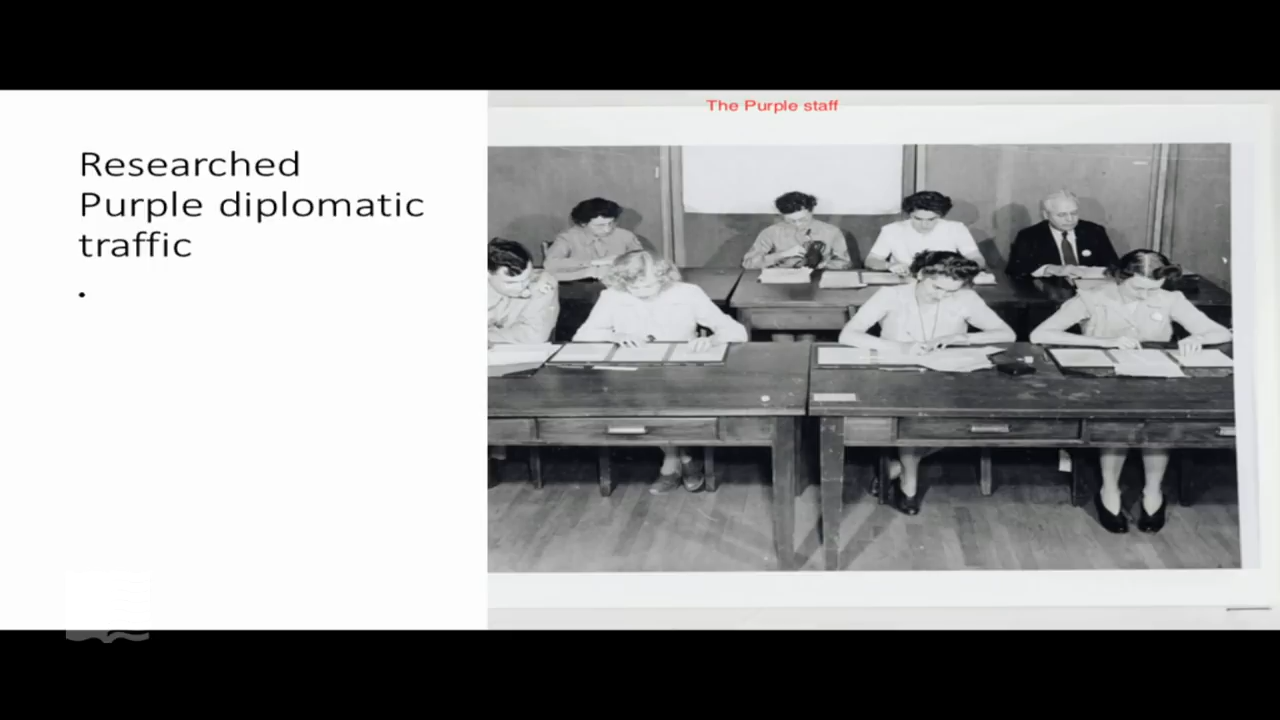 The Purple staff
Researched
Purple diplomatic
traffic
.